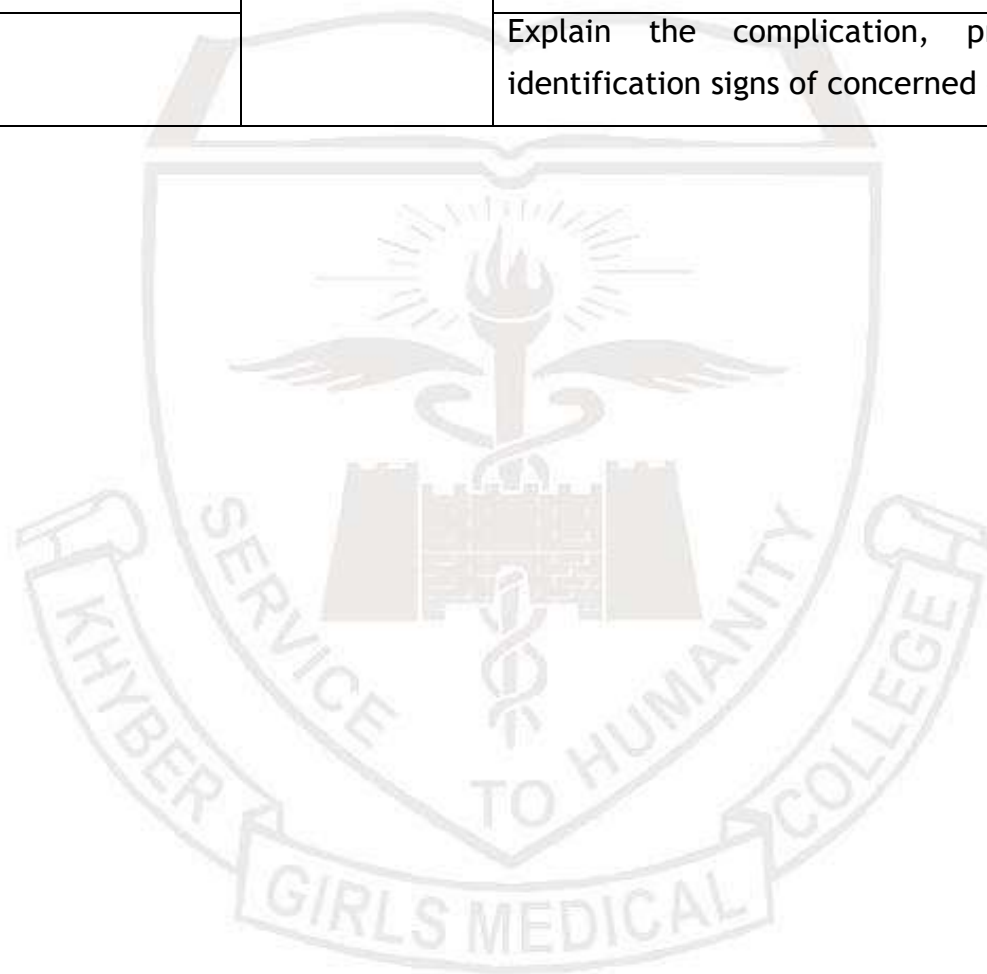 Explain the complication,
identification signs of concerned
SERVICE TO HUMANITY
KHYBER GIRLS MEDICAL COLLEGE